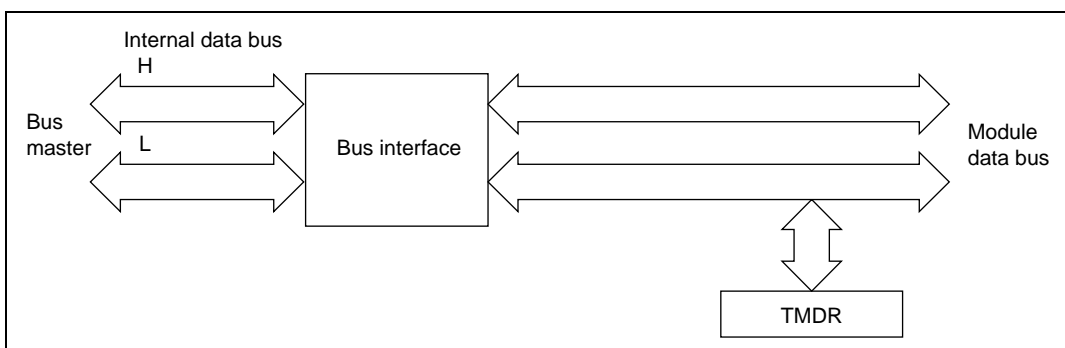 Internal data bus
H
Bus
master
L
Bus interface
Module
data bus
TMDR